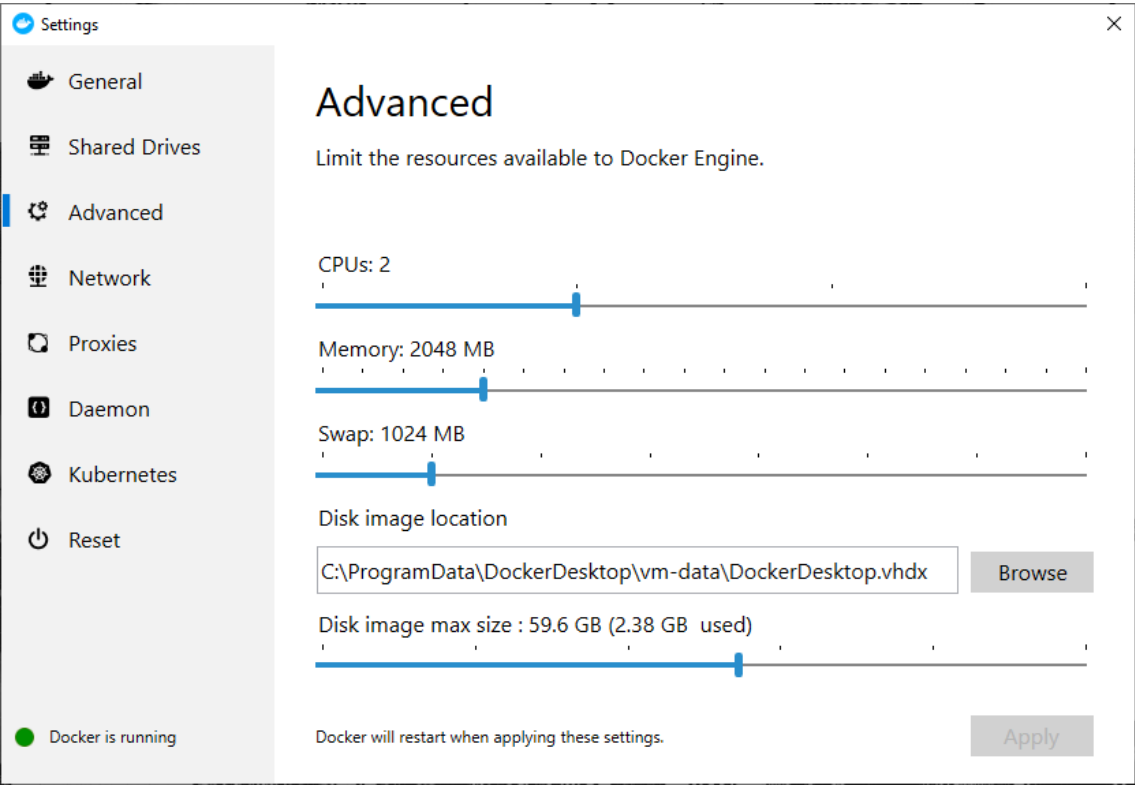 Settings
General
Shared Drives
Advanced
Network
Proxies
Daemon
Kubernetes
Reset
Docker is running
Advanced
Limit the resources available to Docker Engine.
CPUs: 2
Memory: 2048 MB
Swap: 1024 MB
Disk image location
C:\ProgramData\DockerDesktop\vm-data\DockerDesktop.vhdx
Browse
Disk image max size : 59.6 GB (2.38 GB  used)
Docker will restart when applying these settings.
Apply